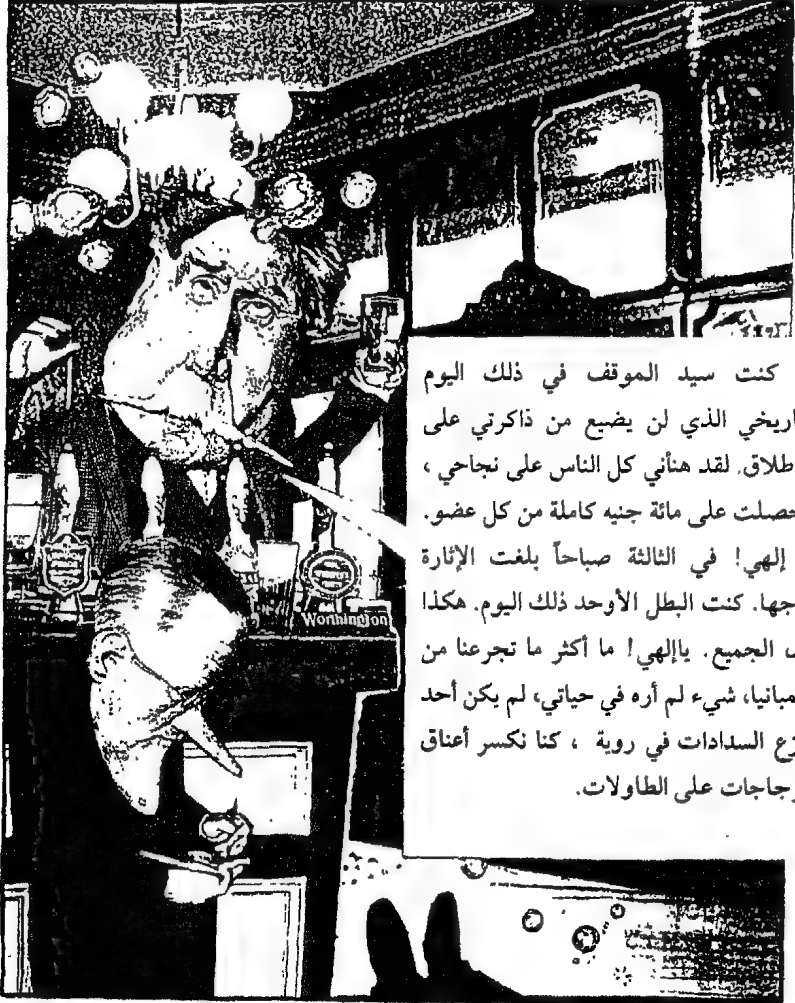 Worthington
كنت سيد الموقف في ذلك اليوم
اريخي الذي لن يضيع من ذاكرتي على
طلاق. لقد هنأني كل الناس على نجاحي ،
حصلت على مائة جنيه كاملة من كل عضو.
إلهي! في الثالثة صباحاً بلغت الإثارة
جها. كنت البطل الأوحد ذلك اليوم. هكذا
الجميع. ياإلهي! ما أكثر ما تجرعنا من
مبانيا، شيء لم أره في حياتي، لم يكن أحد
زع السدادات في روية ، كنا نكسر أعناق
جاجات على الطاولات.